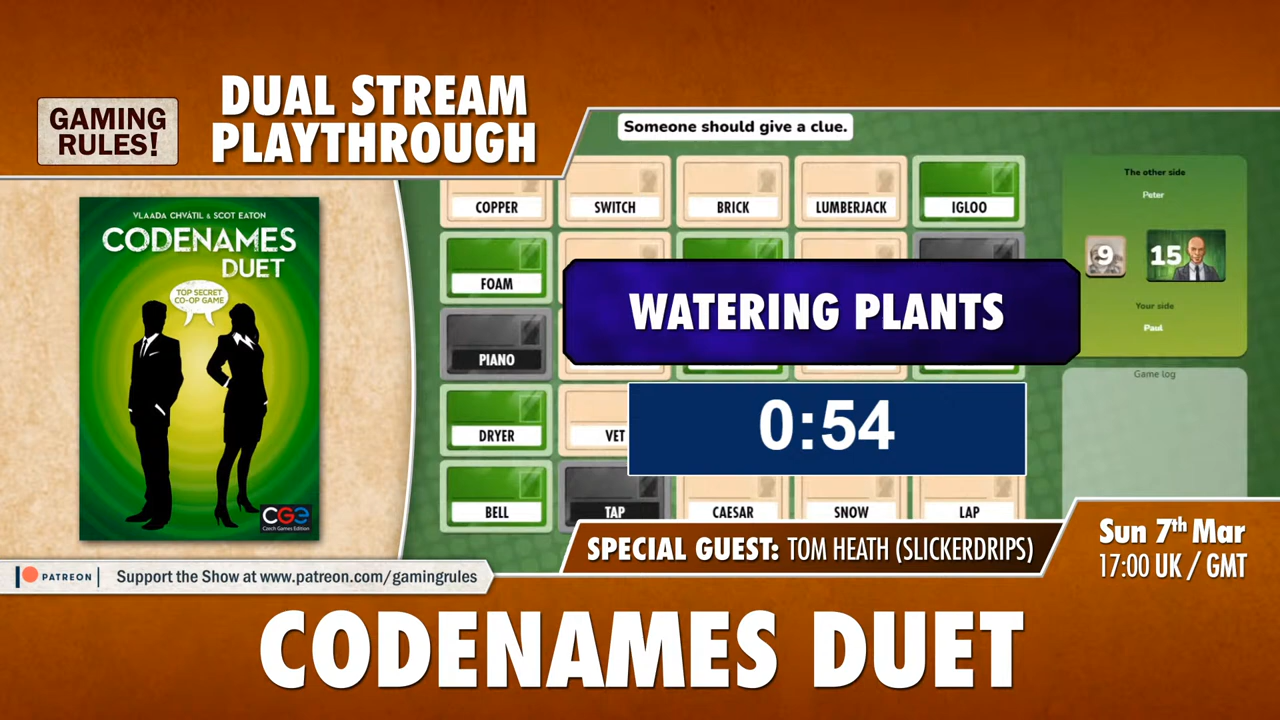 DUAL STREAM
PLAYTHROUGH
GAMING
RULES!
Someone should give a clue.
COPPER
SWITCH
BRICK
LUMBERJACK
IGLOO
The other side
Peter
VLAADA CHVÁTIL & SCOT EATON
CODENAMES
DUET
TOP SECRET
CO-OP GAME
FOAM
9
15
WATERING PLANTS
Your side
Paul
PIANO
Game log
0:54
DRYER
VET
BELL
TAP
CAESAR
SNOW
LAP
CGE
Czech Games Edition
SPECIAL GUEST: TOM HEATH (SLICKERDRIPS)
Sun 7th Mar
17:00 UK / GMT
PATREON
Support the Show at www.patreon.com/gamingrules
CODENAMES DUET